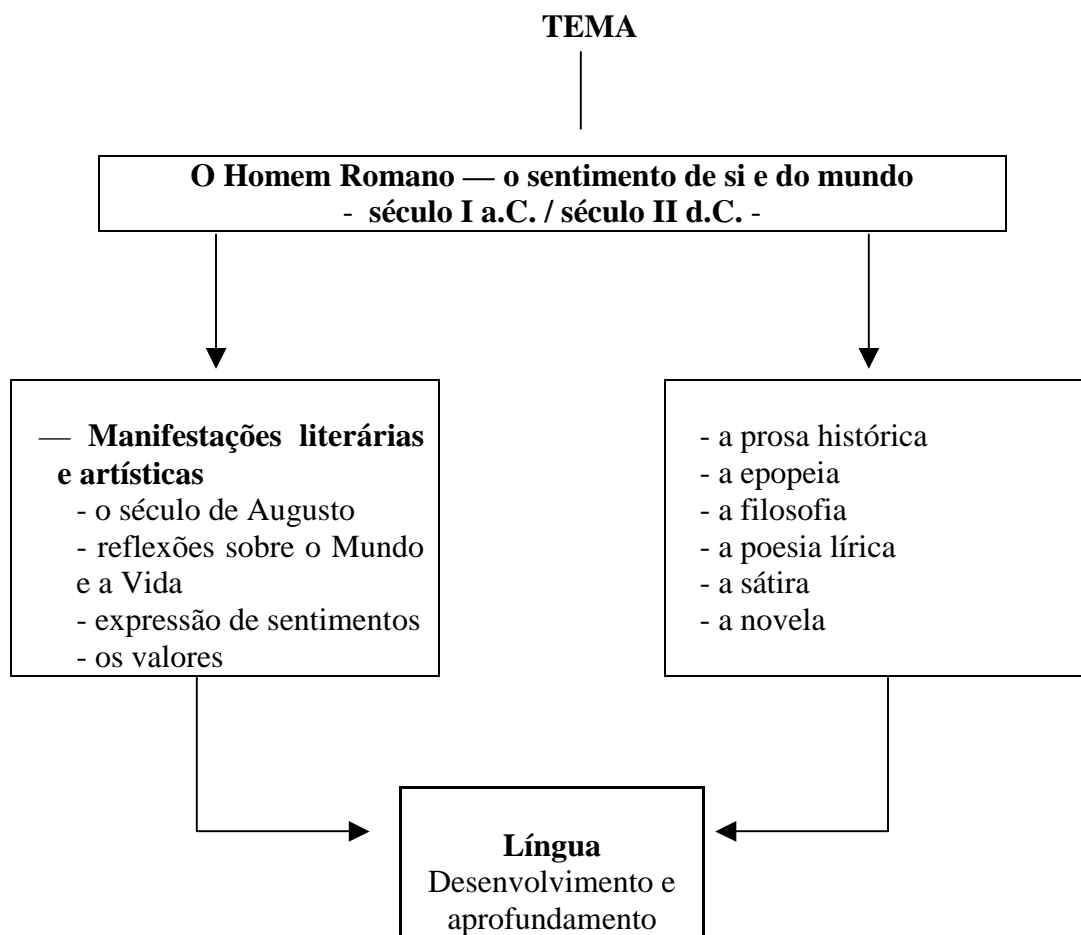 TEMA
O Homem Romano — o sentimento de si e do mundo
- século I a.C. / século II d.C. -
— Manifestações literárias
e artísticas
- o século de Augusto
- reflexões sobre o Mundo
e a Vida
- expressão de sentimentos
- os valores
- a prosa histórica
- a epopeia
- a filosofia
- a poesia lírica
- a sátira
- a novela
Língua
Desenvolvimento e
aprofundamento